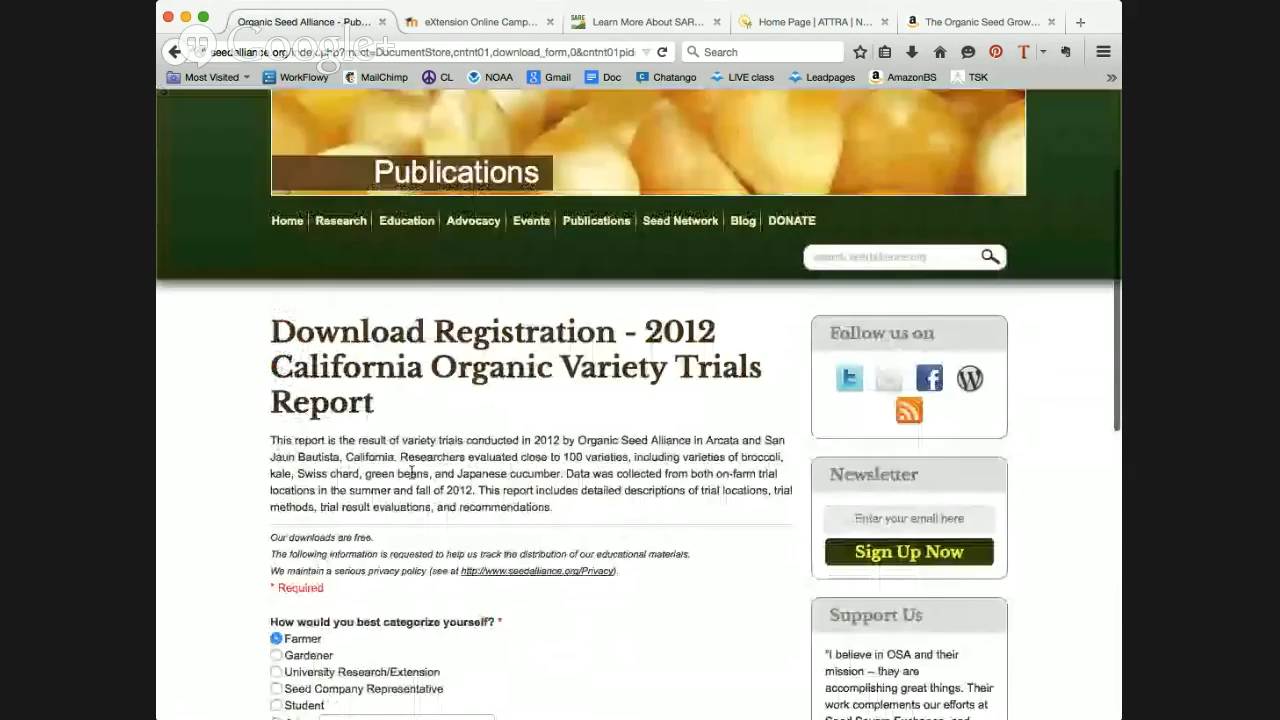 Organic Seed Alliance - Pub...
eXtension Online Camp...
SARE
Learn More About SAR...
Home Page | ATTRA | N...
The Organic Seed Grow...
Google+
Search
Most Visited
WorkFlowy
MailChimp
CL
NOAA
Gmail
Doc
Chatango
LIVE class
Leadpages
AmazonBS
TSK
Publications
Home
Research
Education
Advocacy
Events
Publications
Seed Network
Blog
DONATE
search seedalliance.org
Download Registration - 2012
California Organic Variety Trials
Report
This report is the result of variety trials conducted in 2012 by Organic Seed Alliance in Arcata and San
Jaun Bautista, California. Researchers evaluated close to 100 varieties, including varieties of broccoli,
kale, Swiss chard, green beans, and Japanese cucumber. Data was collected from both on-farm trial
locations in the summer and fall of 2012. This report includes detailed descriptions of trial locations, trial
methods, trial result evaluations, and recommendations.
Our downloads are free.
The following information is requested to help us track the distribution of our educational materials.
We maintain a serious privacy policy (see at http://www.seedalliance.org/Privacy).
* Required
How would you best categorize yourself? *
Farmer
Gardener
University Research/Extension
Seed Company Representative
Student
Follow us on
Newsletter
Enter your email here
Sign Up Now
Support Us
"I believe in OSA and their
mission – they are
accomplishing great things. Their
work complements our efforts at